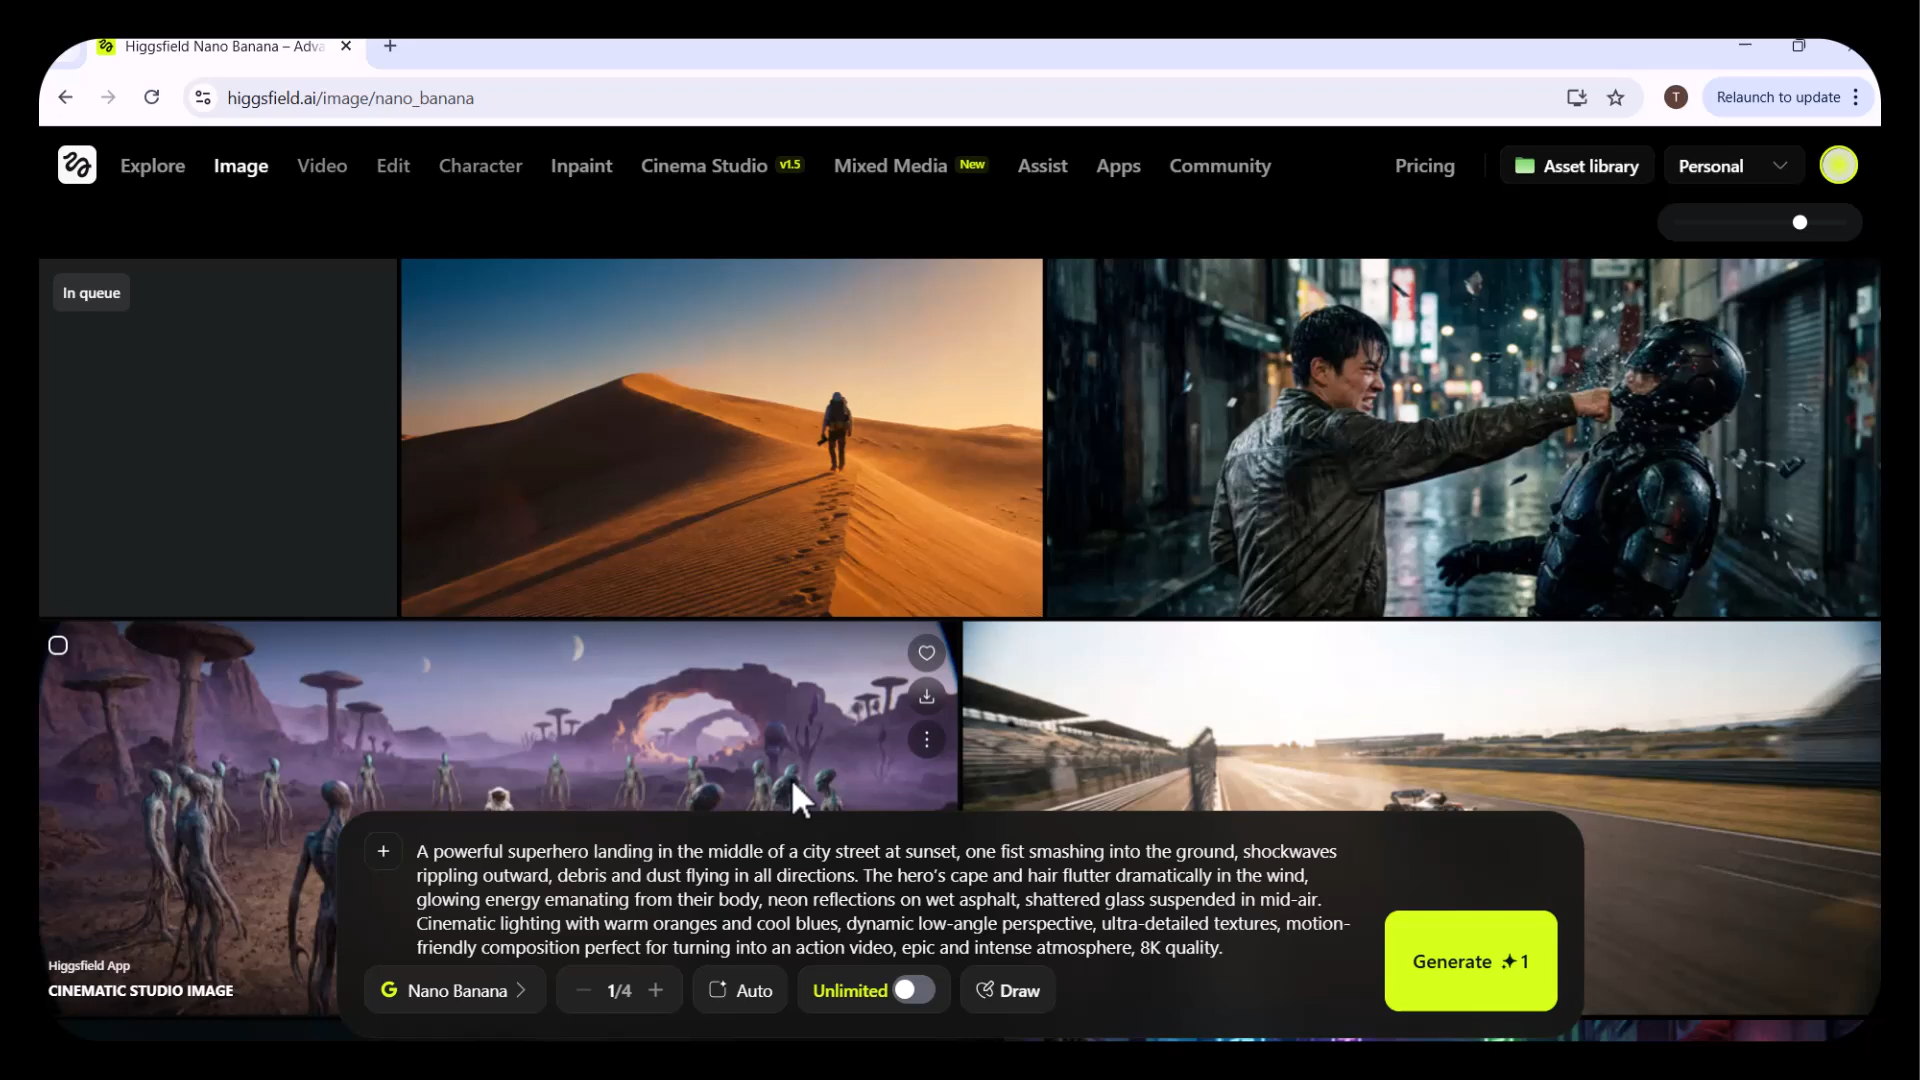 Higgsfield Nano Banana – Adva
higgsfield.ai/image/nano_banana
T
Relaunch to update
Explore
Image
Video
Edit
Character
Inpaint
Cinema Studio v1.5
Mixed Media New
Assist
Apps
Community
Pricing
Asset library
Personal
In queue
A powerful superhero landing in the middle of a city street at sunset, one fist smashing into the ground, shockwaves
rippling outward, debris and dust flying in all directions. The hero’s cape and hair flutter dramatically in the wind,
glowing energy emanating from their body, neon reflections on wet asphalt, shattered glass suspended in mid-air.
Cinematic lighting with warm oranges and cool blues, dynamic low-angle perspective, ultra-detailed textures, motion-
friendly composition perfect for turning into an action video, epic and intense atmosphere, 8K quality.
Higgsfield App
CINEMATIC STUDIO IMAGE
G Nano Banana
1/4
Auto
Unlimited
Draw
Generate 1